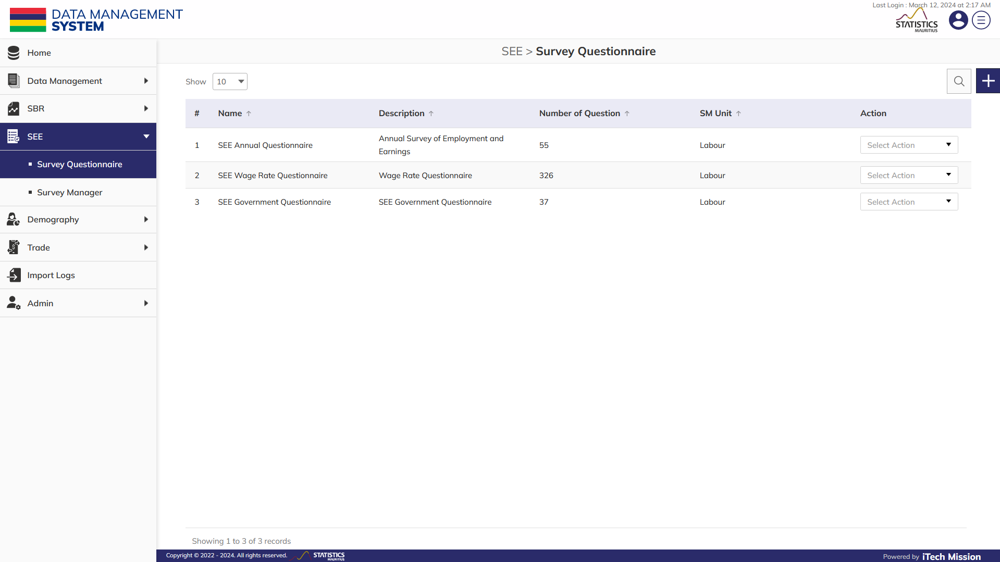 Last Login : March 12, 2024 at 2:17 AM
DATA MANAGEMENT
SYSTEM
STATISTICS
MAURITIUS
Home
Data Management
SBR
SEE
Survey Questionnaire
Survey Manager
Demography
Trade
Import Logs
Admin
SEE > Survey Questionnaire
Show 10
# Name ↑ Description ↑ Number of Question ↑ SM Unit ↑ Action
1 SEE Annual Questionnaire Annual Survey of Employment and Earnings 55 Labour Select Action
2 SEE Wage Rate Questionnaire Wage Rate Questionnaire 326 Labour Select Action
3 SEE Government Questionnaire SEE Government Questionnaire 37 Labour Select Action
Showing 1 to 3 of 3 records
Copyright © 2022 - 2024. All rights reserved. STATISTICS
MAURITIUS
Powered by iTech Mission